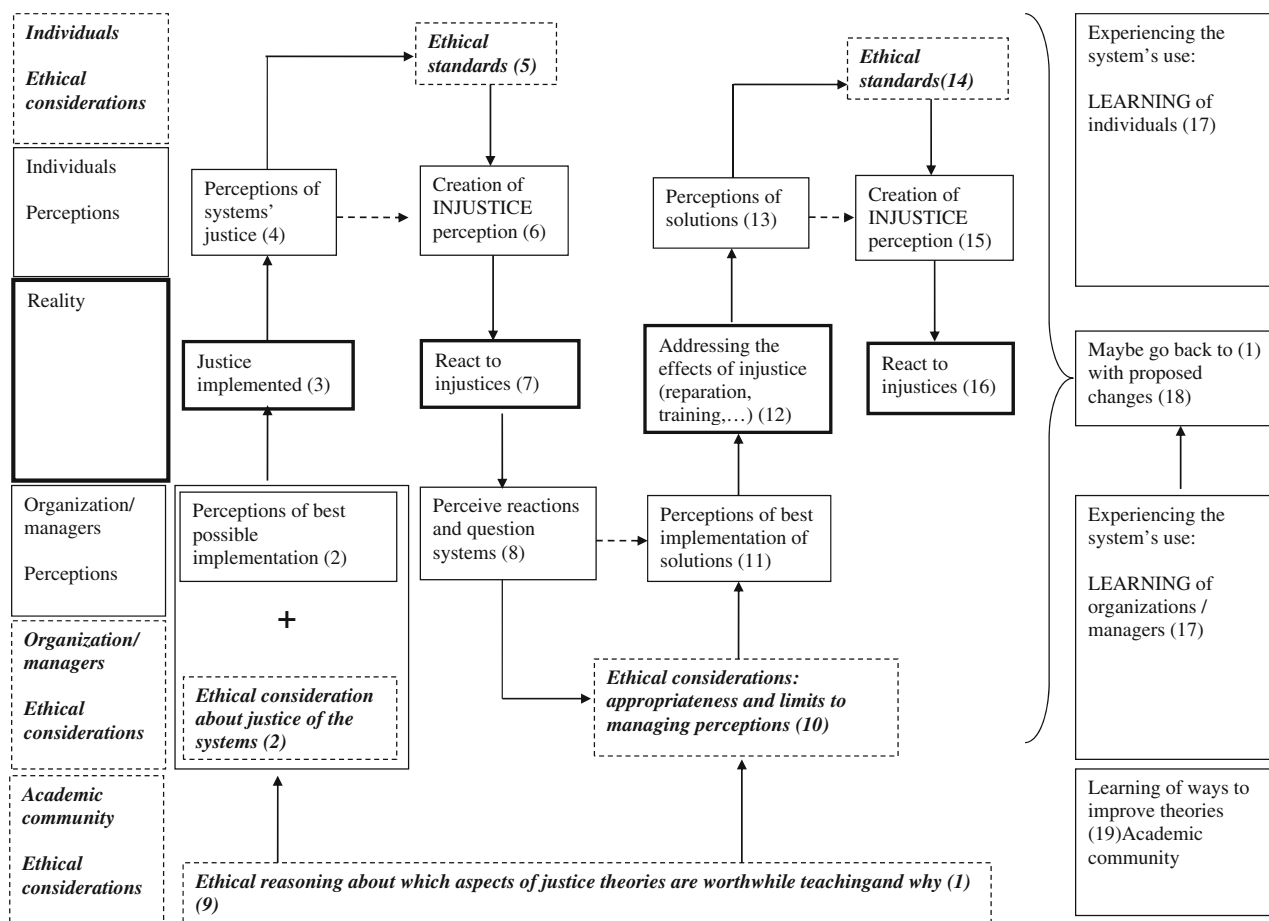 Individuals
Ethical
considerations
Individuals
Perceptions
Reality
Organization/
managers
Perceptions
Organization/
managers
Ethical
considerations
Academic
community
Ethical
considerations
Ethical
standards (5)
Perceptions of
systems’
justice (4)
Creation of
INJUSTICE
perception (6)
Justice
implemented (3)
React to
injustices (7)
Perceptions of best
possible
implementation (2)
+
Ethical consideration
about justice of the
systems (2)
Perceive reactions
and question
systems (8)
Ethical
standards(14)
Perceptions of
solutions (13)
Creation of
INJUSTICE
perception (15)
Addressing the
effects of injustice
(reparation,
training,…) (12)
React to
injustices (16)
Perceptions of best
implementation of
solutions (11)
Ethical considerations:
appropriateness and limits to
managing perceptions (10)
Ethical reasoning about which aspects of justice theories are worthwhile teachingand why (1)
(9)
Experiencing the
system’s use:
LEARNING of
individuals (17)
Maybe go back to (1)
with proposed
changes (18)
Experiencing the
system’s use:
LEARNING of
organizations /
managers (17)
Learning of ways to
improve theories
(19)Academic
community